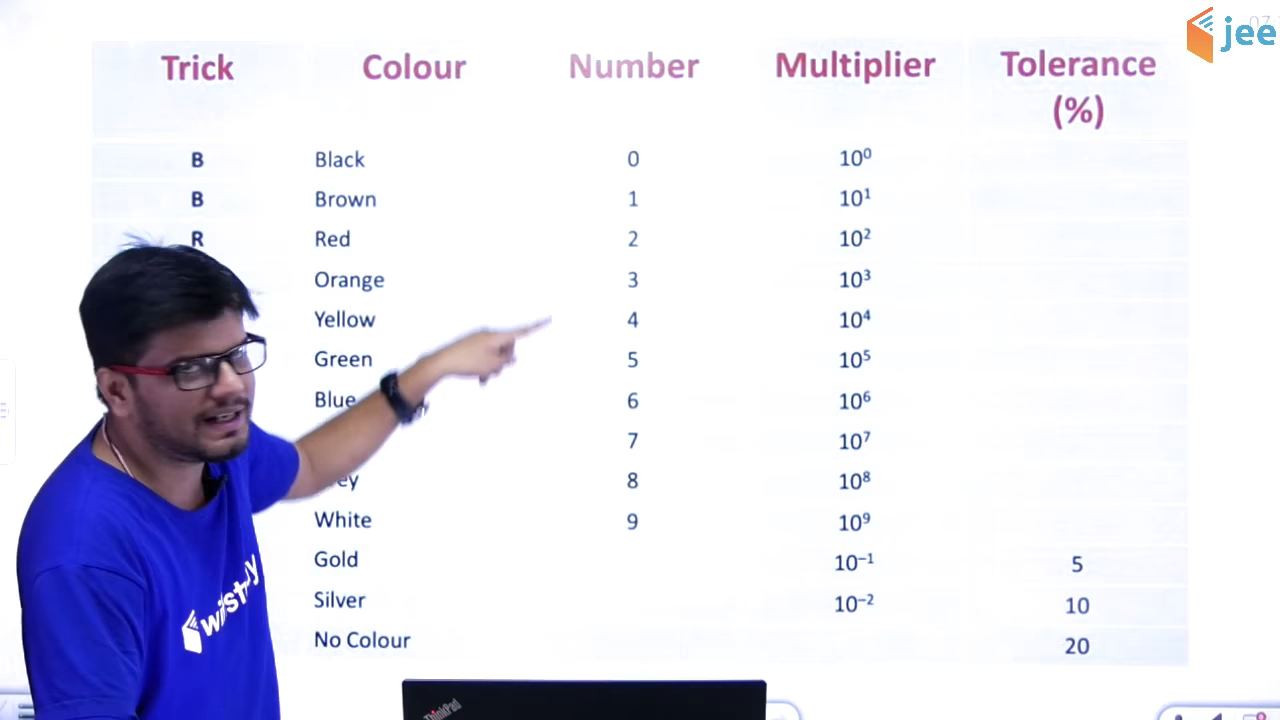 jee
Trick Colour Number Multiplier Tolerance
(%)
B Black 0 10⁰
B Brown 1 10¹
R Red 2 10²
Orange 3 10³
Yellow 4 10⁴
Green 5 10⁵
Blue 6 10⁶
7 10⁷
ey 8 10⁸
White 9 10⁹
Gold 10⁻¹ 5
Silver 10⁻² 10
No Colour 20
ThinkPad